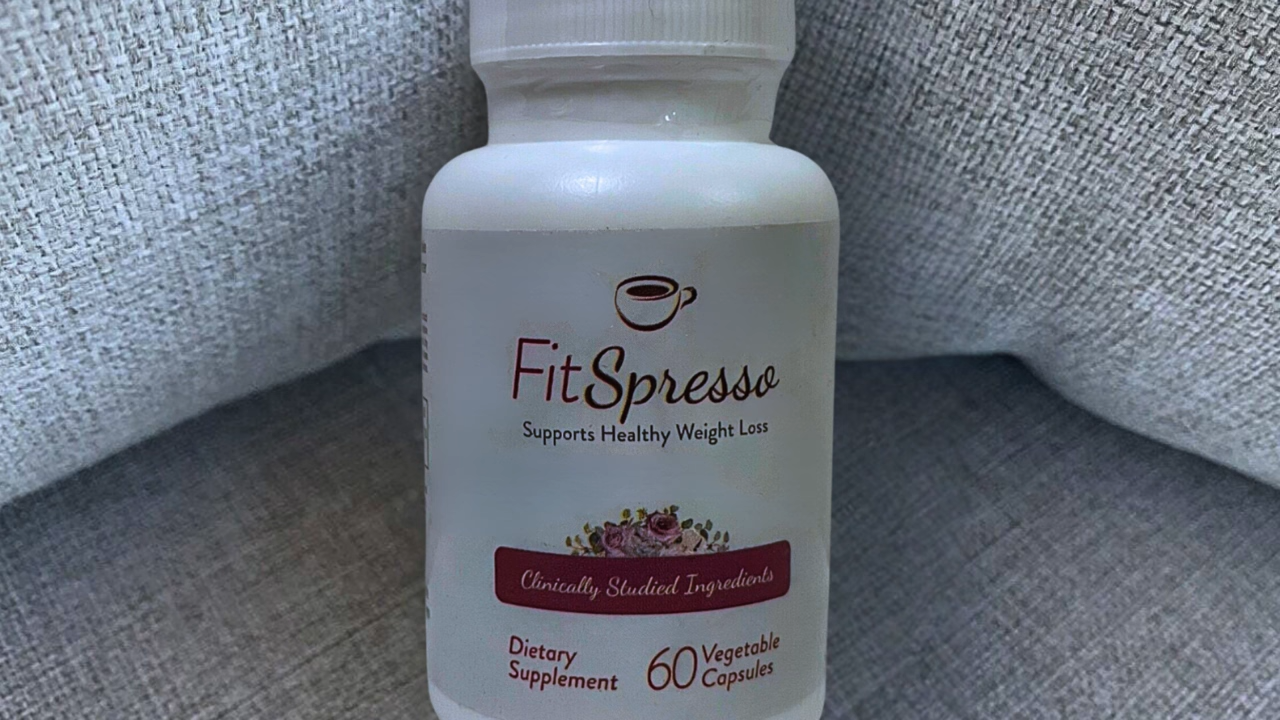 FitSpresso
Supports Healthy Weight Loss
Clinically Studied Ingredients
Dietary
Supplement
60 Vegetable
Capsules